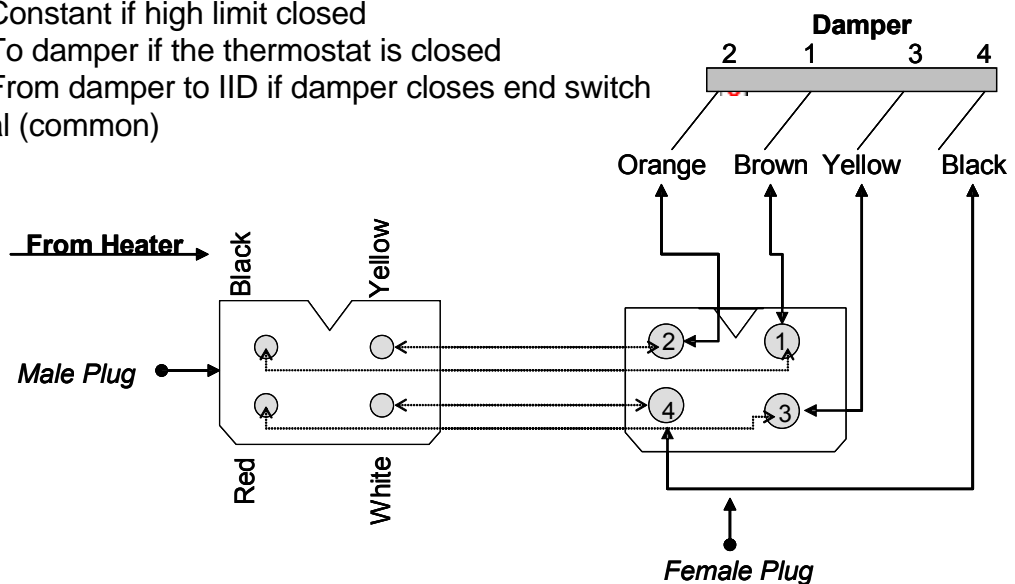 Constant if high limit closed
To damper if the thermostat is closed
From damper to IID if damper closes end switch
al (common)
Damper
2 1 3 4
Orange Brown Yellow Black
From Heater
Black
Yellow
2 1
Male Plug
4 3
Red
White
Female Plug